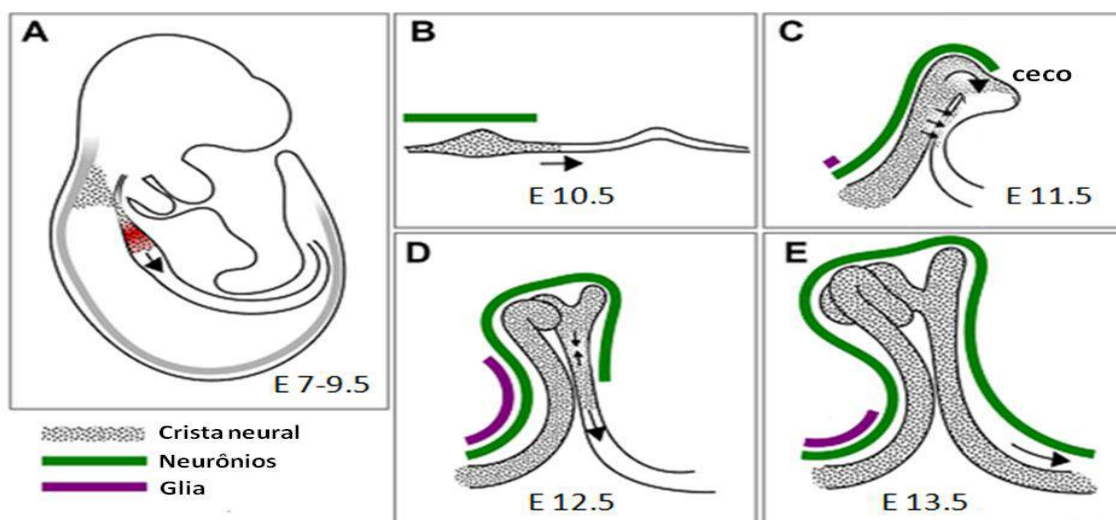 A
E 7-9.5
B
E 10.5
C
ceco
E 11.5
D
E 12.5
E
E 13.5
Crista neural
Neurônios
Glia